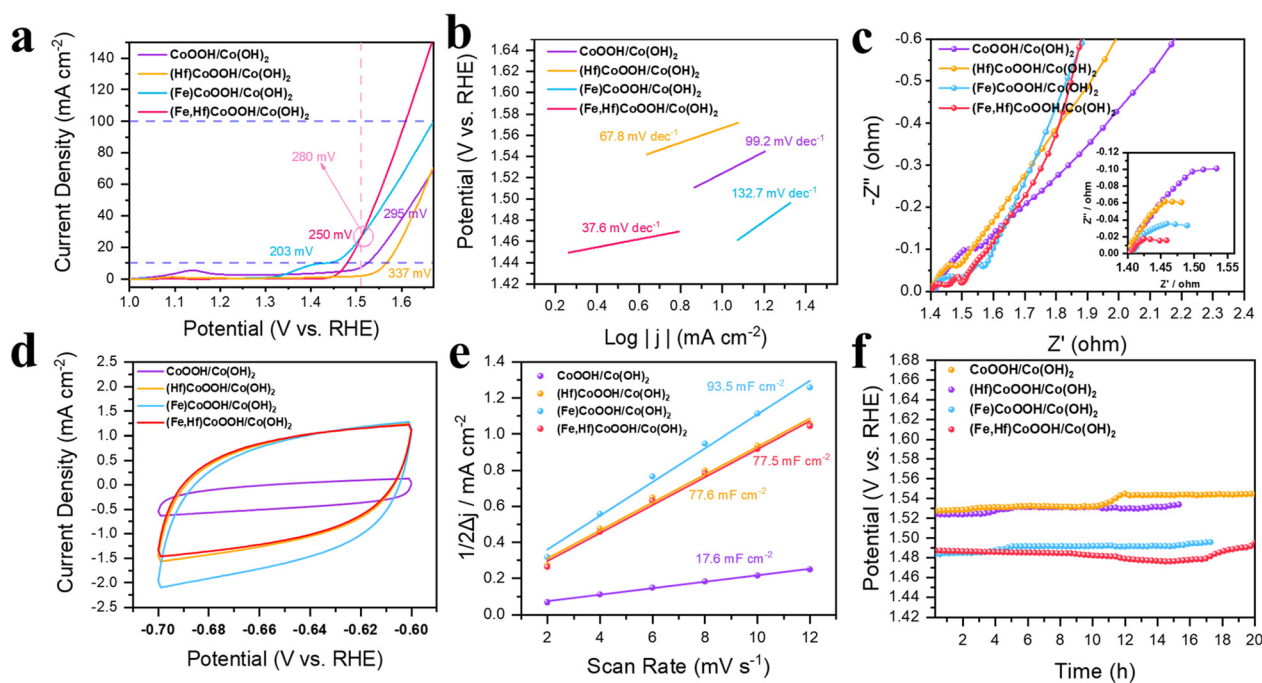 a
Current Density (mA cm⁻²)
140
120
100
80
60
40
20
0
CoOOH/Co(OH)₂
(Hf)CoOOH/Co(OH)₂
(Fe)CoOOH/Co(OH)₂
(Fe,Hf)CoOOH/Co(OH)₂
280 mV
250 mV
295 mV
203 mV
337 mV
1.0 1.1 1.2 1.3 1.4 1.5 1.6
Potential (V vs. RHE)
b
Potential (V vs. RHE)
1.64
1.60
1.56
1.54
1.52
1.48
1.46
1.44
1.42
CoOOH/Co(OH)₂
(Hf)CoOOH/Co(OH)₂
(Fe)CoOOH/Co(OH)₂
(Fe,Hf)CoOOH/Co(OH)₂
67.8 mV dec⁻¹
99.2 mV dec⁻¹
132.7 mV dec⁻¹
37.6 mV dec⁻¹
0.0 0.4 0.8 1.2
Log | j | (mA cm⁻²)
c
-Z'' (ohm)
-0.6
-0.5
-0.4
-0.3
-0.2
-0.1
0.0
CoOOH/Co(OH)₂
(Hf)CoOOH/Co(OH)₂
(Fe)CoOOH/Co(OH)₂
(Fe,Hf)CoOOH/Co(OH)₂
Z'' / ohm
-0.12
-0.10
-0.08
-0.06
-0.04
-0.02
0.00
1.40 1.45 1.50 1.55
Z' / ohm
1.4 1.5 1.6 1.7 1.8 1.9 2.0 2.1 2.2 2.3 2.4
Z' (ohm)
d
Current Density (mA cm⁻²)
2.5
2.0
1.5
1.0
0.5
0.0
-0.5
-1.0
-1.5
-2.0
-2.5
CoOOH/Co(OH)₂
(Hf)CoOOH/Co(OH)₂
(Fe)CoOOH/Co(OH)₂
(Fe,Hf)CoOOH/Co(OH)₂
-0.70 -0.68 -0.66 -0.64 -0.62 -0.60
Potential (V vs. RHE)
e
1/2Δj / mA cm⁻²
1.4
1.2
1.0
0.8
0.6
0.4
0.2
0.0
CoOOH/Co(OH)₂
(Hf)CoOOH/Co(OH)₂
(Fe)CoOOH/Co(OH)₂
(Fe,Hf)CoOOH/Co(OH)₂
93.5 mF cm⁻²
77.5 mF cm⁻²
77.6 mF cm⁻²
17.6 mF cm⁻²
2 4 6 8 10 12
Scan Rate (mV s⁻¹)
f
Potential (V vs. RHE)
1.68
1.66
1.64
1.60
1.57
1.54
1.52
1.50
1.48
1.46
1.44
1.42
CoOOH/Co(OH)₂
(Hf)CoOOH/Co(OH)₂
(Fe)CoOOH/Co(OH)₂
(Fe,Hf)CoOOH/Co(OH)₂
2 4 6 8 10 12 14 16 18 20
Time (h)